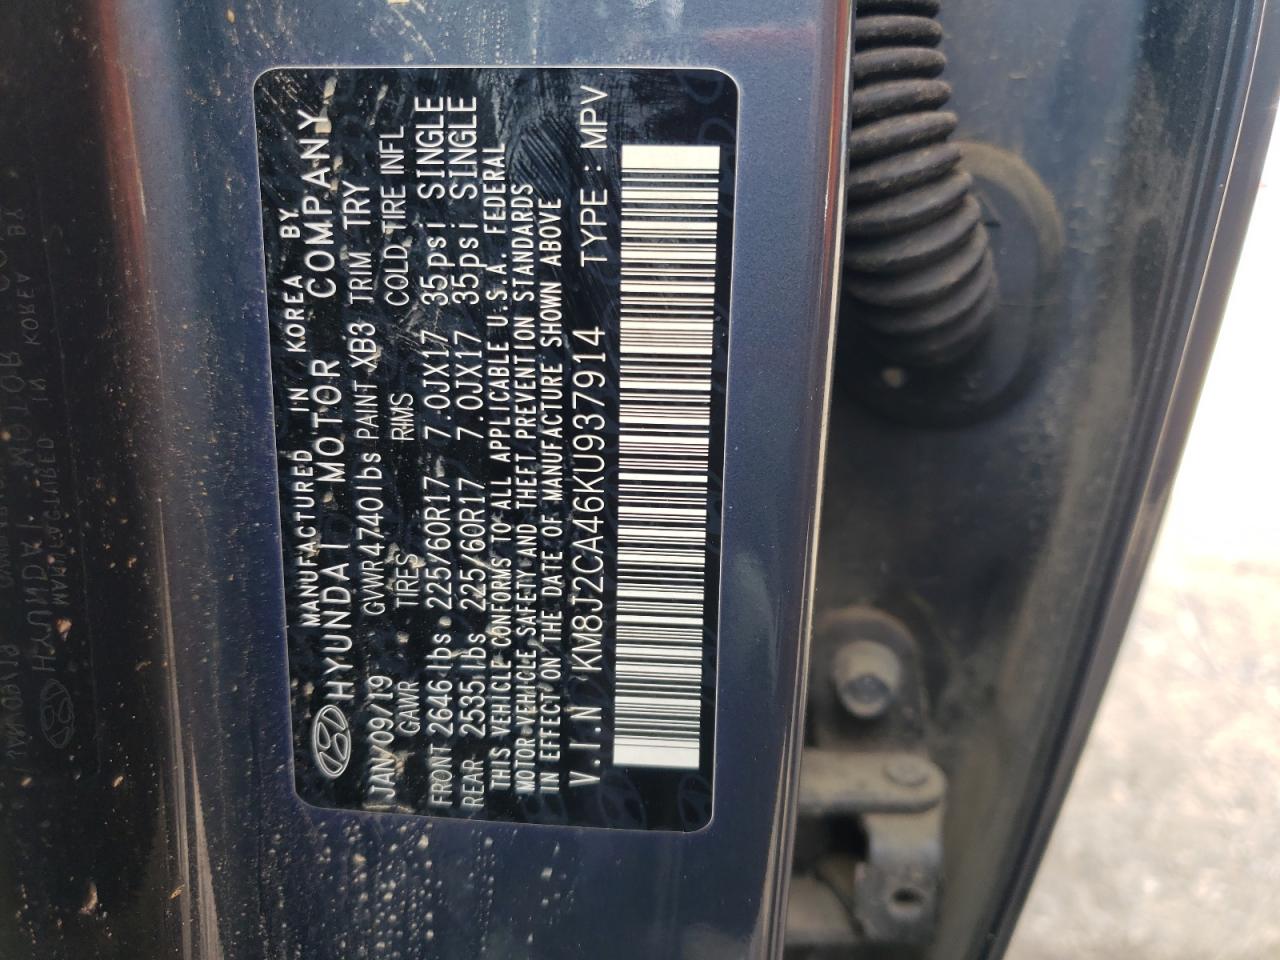 MANUFACTURED IN KOREA BY
HYUNDAI MOTOR COMPANY
JAN/09/19 GVWR4740lbs PAINT XB3 TRIM TRY
GAWR TIRES RIMS COLD TIRE INFL
FRONT 2646lbs 225/60R17 7.0JX17 35psi SINGLE
REAR 2535lbs 225/60R17 7.0JX17 35psi SINGLE
THIS VEHICLE CONFORMS TO ALL APPLICABLE U.S.A. FEDERAL
MOTOR VEHICLE SAFETY AND THEFT PREVENTION STANDARDS
IN EFFECT ON THE DATE OF MANUFACTURE SHOWN ABOVE
V.I.N KM8J2CA46KU937914 TYPE : MPV